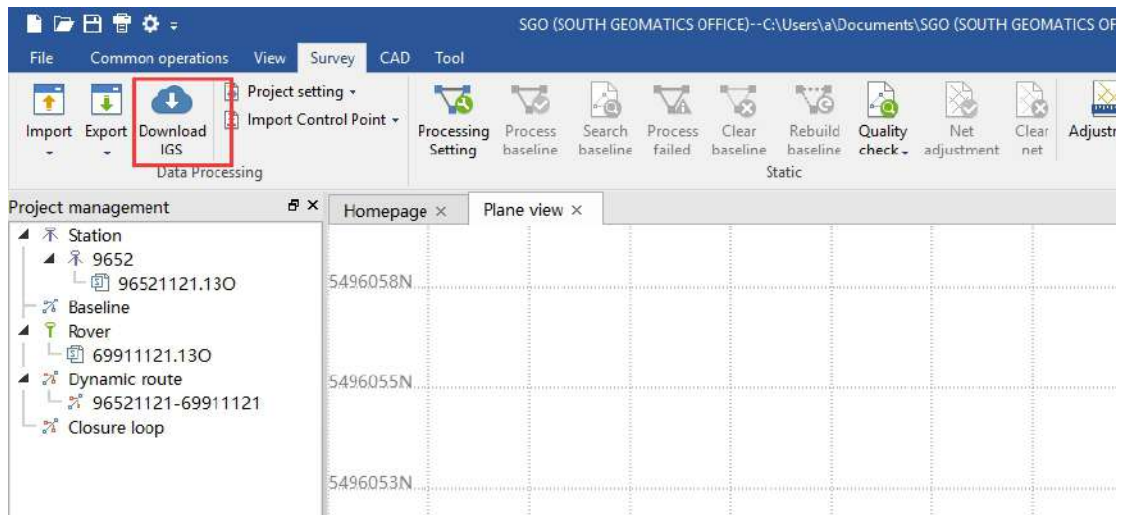 SGO (SOUTH GEOMATICS OFFICE)--C:\Users\a\Documents\SGO (SOUTH GEOMATICS OF
File Common operations View Survey CAD Tool
Import Export Download IGS
Project setting
Import Control Point
Data Processing
Processing Setting
Process baseline
Search baseline
Process failed
Clear baseline
Rebuild baseline
Quality check
Net adjustment
Clear net
Adjustr
Static
Project management
Homepage
Plane view
Station
9652
96521121.13O
Baseline
Rover
69911121.13O
Dynamic route
96521121-69911121
Closure loop
5496058N
5496055N
5496053N